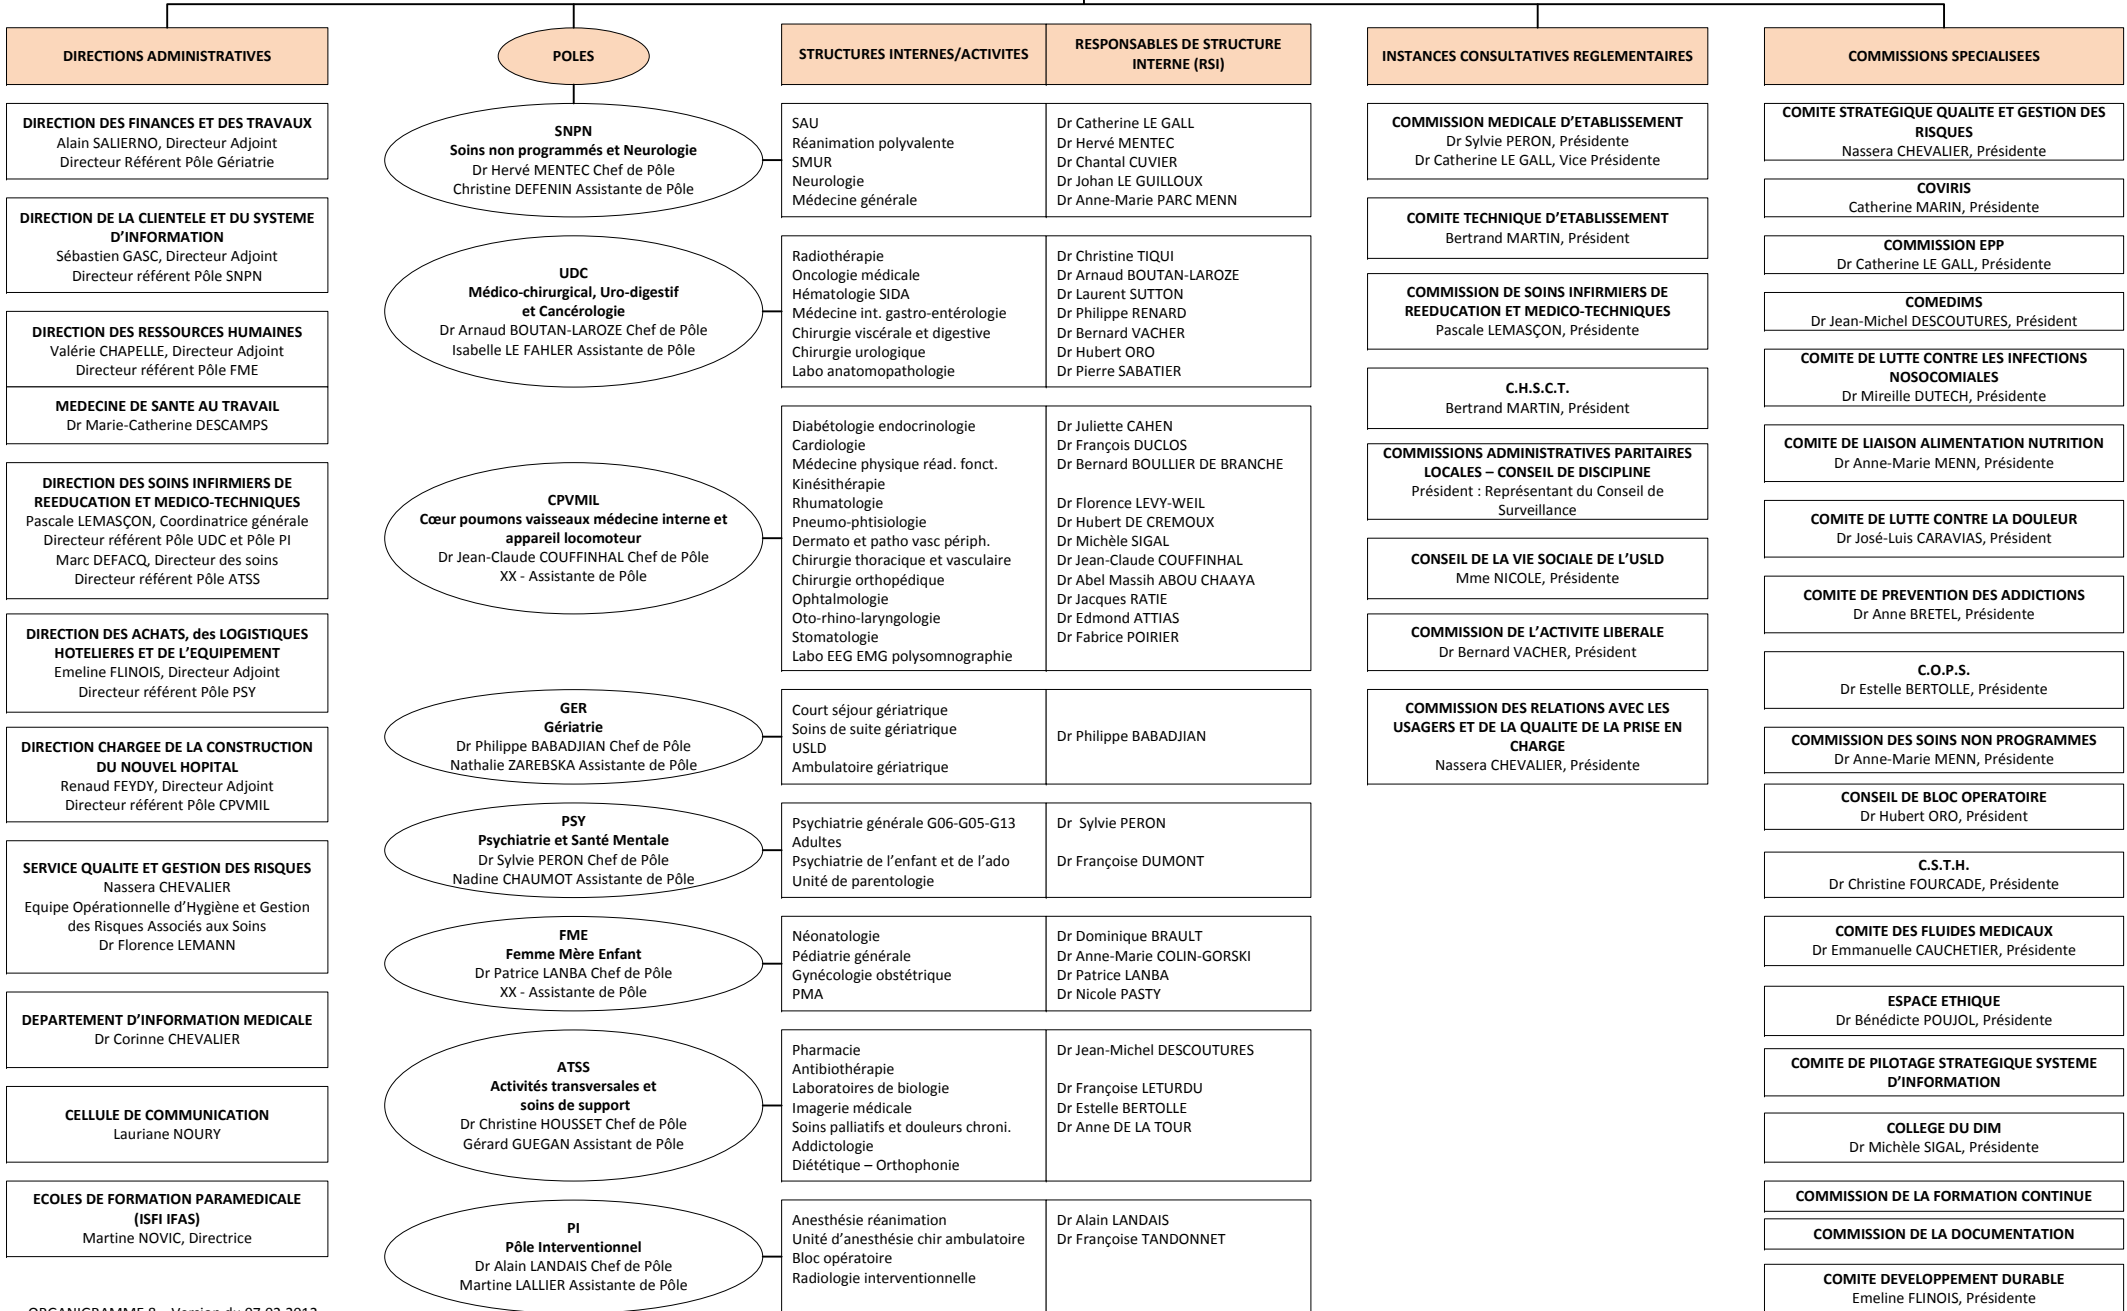 DIRECTIONS ADMINISTRATIVES
DIRECTION DES FINANCES ET DES TRAVAUX
Alain SALIERNO, Directeur Adjoint
Directeur Référent Pôle Gériatrie
DIRECTION DE LA CLIENTELE ET DU SYSTEME
D'INFORMATION
Sébastien GASC, Directeur Adjoint
Directeur référent Pôle SNPN
DIRECTION DES RESSOURCES HUMAINES
Valérie CHAPELLE, Directeur Adjoint
Directeur référent Pôle FME
MEDECINE DE SANTE AU TRAVAIL
Dr Marie-Catherine DESCAMPS
DIRECTION DES SOINS INFIRMIERS DE
REEDUCATION ET MEDICO-TECHNIQUES
Pascale LEMASÇON, Coordinatrice générale
Directeur référent Pôle UDC et Pôle PI
Marc DEFACQ, Directeur des soins
Directeur référent Pôle ATSS
DIRECTION DES ACHATS, des LOGISTIQUES
HOTELIERES ET DE L'EQUIPEMENT
Emeline FLINOIS, Directeur Adjoint
Directeur référent Pôle PSY
DIRECTION CHARGEE DE LA CONSTRUCTION
DU NOUVEL HOPITAL
Renaud FEYDY, Directeur Adjoint
Directeur référent Pôle CPVMIL
SERVICE QUALITE ET GESTION DES RISQUES
Nassera CHEVALIER
Equipe Opérationnelle d'Hygiène et Gestion
des Risques Associés aux Soins
Dr Florence LEMANN
DEPARTEMENT D'INFORMATION MEDICALE
Dr Corinne CHEVALIER
CELLULE DE COMMUNICATION
Lauriane NOURY
ECOLES DE FORMATION PARAMEDICALE
(ISFI IFAS)
Martine NOVIC, Directrice
POLES
SNPN
Soins non programmés et Neurologie
Dr Hervé MENTEC Chef de Pôle
Christine DEFENIN Assistante de Pôle
UDC
Médico-chirurgical, Uro-digestif
et Cancérologie
Dr Arnaud BOUTAN-LAROZE Chef de Pôle
Isabelle LE FAHLER Assistante de Pôle
CPVMIL
Cœur poumons vaisseaux médecine interne et
appareil locomoteur
Dr Jean-Claude COUFFINHAL Chef de Pôle
XX - Assistante de Pôle
GER
Gériatrie
Dr Philippe BABADJIAN Chef de Pôle
Nathalie ZAREBSKA Assistante de Pôle
PSY
Psychiatrie et Santé Mentale
Dr Sylvie PERON Chef de Pôle
Nadine CHAUMOT Assistante de Pôle
FME
Femme Mère Enfant
Dr Patrice LANBA Chef de Pôle
XX - Assistante de Pôle
ATSS
Activités transversales et
soins de support
Dr Christine HOUSSET Chef de Pôle
Gérard GUEGAN Assistant de Pôle
PI
Pôle Interventionnel
Dr Alain LANDAIS Chef de Pôle
Martine LALLIER Assistante de Pôle
STRUCTURES INTERNES/ACTIVITES
RESPONSABLES DE STRUCTURE
INTERNE (RSI)
SAU Dr Catherine LE GALL
Réanimation polyvalente Dr Hervé MENTEC
SMUR Dr Chantal CUVIER
Neurologie Dr Johan LE GUILLOUX
Médecine générale Dr Anne-Marie PARC MENN
Radiothérapie Dr Christine TIQUI
Oncologie médicale Dr Arnaud BOUTAN-LAROZE
Hématologie SIDA Dr Laurent SUTTON
Médecine int. gastro-entérologie Dr Philippe RENARD
Chirurgie viscérale et digestive Dr Bernard VACHER
Chirurgie urologique Dr Hubert ORO
Labo anatomopathologie Dr Pierre SABATIER
Diabétologie endocrinologie Dr Juliette CAHEN
Cardiologie Dr François DUCLOS
Médecine physique réad. fonct. Dr Bernard BOULLIER DE BRANCHE
Kinésithérapie
Rhumatologie Dr Florence LEVY-WEIL
Pneumo-phtisiologie Dr Hubert DE CREMOUX
Dermato et patho vasc périph. Dr Michèle SIGAL
Chirurgie thoracique et vasculaire Dr Jean-Claude COUFFINHAL
Chirurgie orthopédique Dr Abel Massih ABOU CHAAYA
Ophtalmologie Dr Jacques RATIE
Oto-rhino-laryngologie Dr Edmond ATTIAS
Stomatologie Dr Fabrice POIRIER
Labo EEG EMG polysomnographie
Court séjour gériatrique
Soins de suite gériatrique
USLD
Ambulatoire gériatrique
Dr Philippe BABADJIAN
Psychiatrie générale G06-G05-G13 Dr Sylvie PERON
Adultes
Psychiatrie de l'enfant et de l'ado Dr Françoise DUMONT
Unité de parentologie
Néonatologie Dr Dominique BRAULT
Pédiatrie générale Dr Anne-Marie COLIN-GORSKI
Gynécologie obstétrique Dr Patrice LANBA
PMA Dr Nicole PASTY
Pharmacie Dr Jean-Michel DESCOUTURES
Antibiothérapie
Laboratoires de biologie Dr Françoise LETURDU
Imagerie médicale Dr Estelle BERTOLLE
Soins palliatifs et douleurs chroni. Dr Anne DE LA TOUR
Addictologie
Diététique – Orthophonie
Anesthésie réanimation Dr Alain LANDAIS
Unité d'anesthésie chir ambulatoire Dr Françoise TANDONNET
Bloc opératoire
Radiologie interventionnelle
INSTANCES CONSULTATIVES REGLEMENTAIRES
COMMISSION MEDICALE D'ETABLISSEMENT
Dr Sylvie PERON, Présidente
Dr Catherine LE GALL, Vice Présidente
COMITE TECHNIQUE D'ETABLISSEMENT
Bertrand MARTIN, Président
COMMISSION DE SOINS INFIRMIERS DE
REEDUCATION ET MEDICO-TECHNIQUES
Pascale LEMASÇON, Présidente
C.H.S.C.T.
Bertrand MARTIN, Président
COMMISSIONS ADMINISTRATIVES PARITAIRES
LOCALES – CONSEIL DE DISCIPLINE
Président : Représentant du Conseil de
Surveillance
CONSEIL DE LA VIE SOCIALE DE L'USLD
Mme NICOLE, Présidente
COMMISSION DE L'ACTIVITE LIBERALE
Dr Bernard VACHER, Président
COMMISSION DES RELATIONS AVEC LES
USAGERS ET DE LA QUALITE DE LA PRISE EN
CHARGE
Nassera CHEVALIER, Présidente
COMMISSIONS SPECIALISEES
COMITE STRATEGIQUE QUALITE ET GESTION DES
RISQUES
Nassera CHEVALIER, Présidente
COVIRIS
Catherine MARIN, Présidente
COMMISSION EPP
Dr Catherine LE GALL, Présidente
COMEDIMS
Dr Jean-Michel DESCOUTURES, Président
COMITE DE LUTTE CONTRE LES INFECTIONS
NOSOCOMIALES
Dr Mireille DUTECH, Présidente
COMITE DE LIAISON ALIMENTATION NUTRITION
Dr Anne-Marie MENN, Présidente
COMITE DE LUTTE CONTRE LA DOULEUR
Dr José-Luis CARAVIAS, Président
COMITE DE PREVENTION DES ADDICTIONS
Dr Anne BRETEL, Présidente
C.O.P.S.
Dr Estelle BERTOLLE, Présidente
COMMISSION DES SOINS NON PROGRAMMES
Dr Anne-Marie MENN, Présidente
CONSEIL DE BLOC OPERATOIRE
Dr Hubert ORO, Président
C.S.T.H.
Dr Christine FOURCADE, Présidente
COMITE DES FLUIDES MEDICAUX
Dr Emmanuelle CAUCHETIER, Présidente
ESPACE ETHIQUE
Dr Bénédicte POUJOL, Présidente
COMITE DE PILOTAGE STRATEGIQUE SYSTEME
D'INFORMATION
COLLEGE DU DIM
Dr Michèle SIGAL, Présidente
COMMISSION DE LA FORMATION CONTINUE
COMMISSION DE LA DOCUMENTATION
COMITE DEVELOPPEMENT DURABLE
Emeline FLINOIS, Présidente